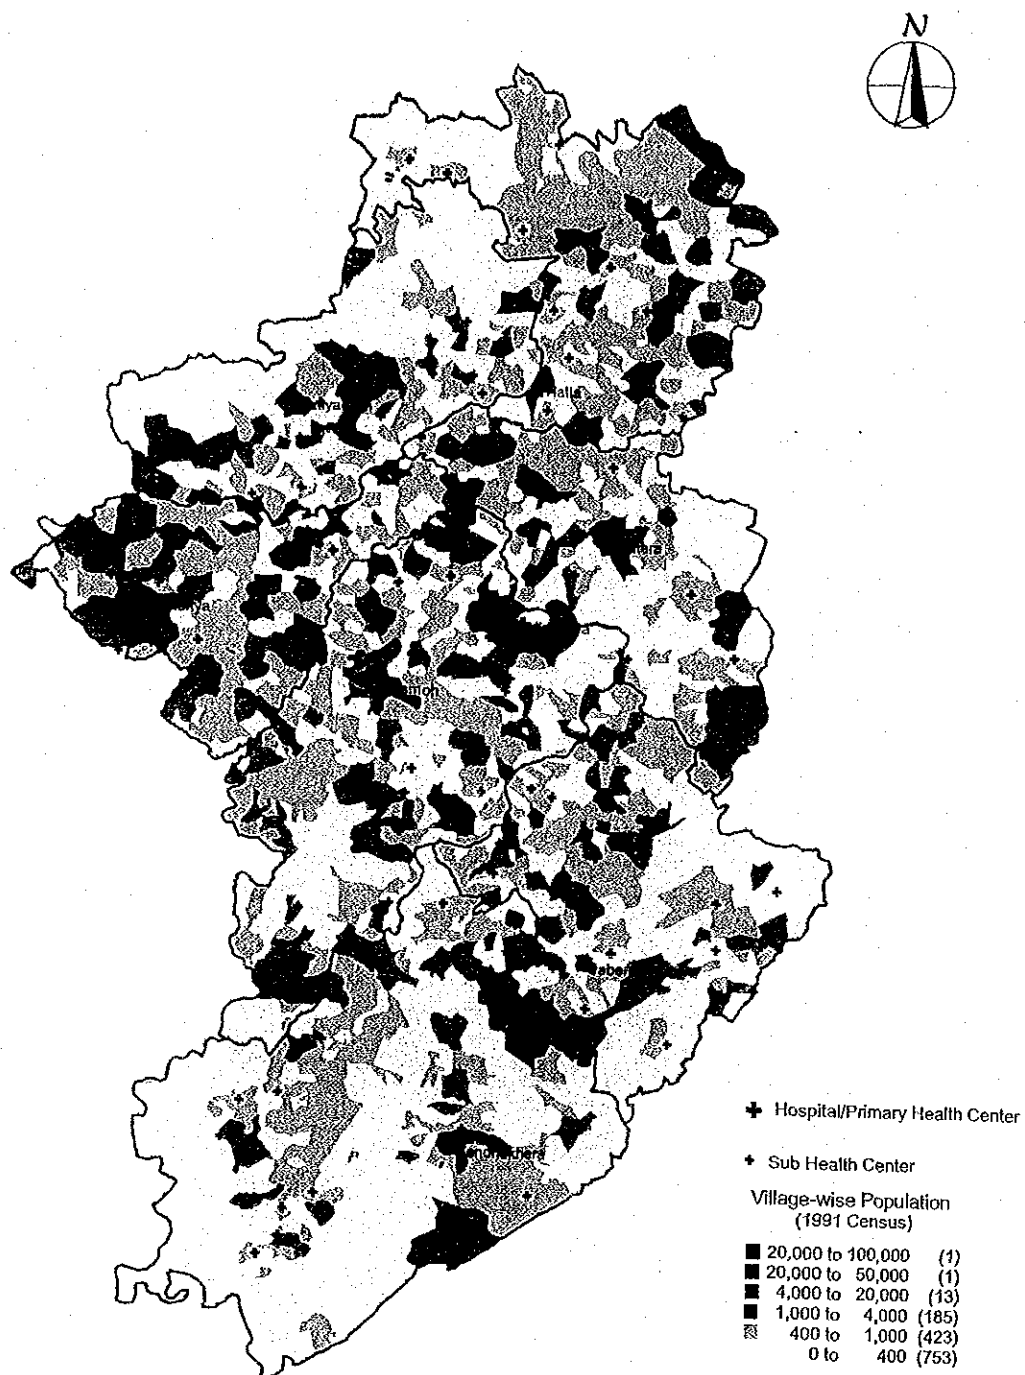 N
Hospital/Primary Health Center
Sub Health Center
Village-wise Population
(1991 Census)
20,000 to 100,000 (1)
20,000 to 50,000 (1)
4,000 to 20,000 (13)
1,000 to 4,000 (185)
400 to 1,000 (423)
0 to 400 (753)